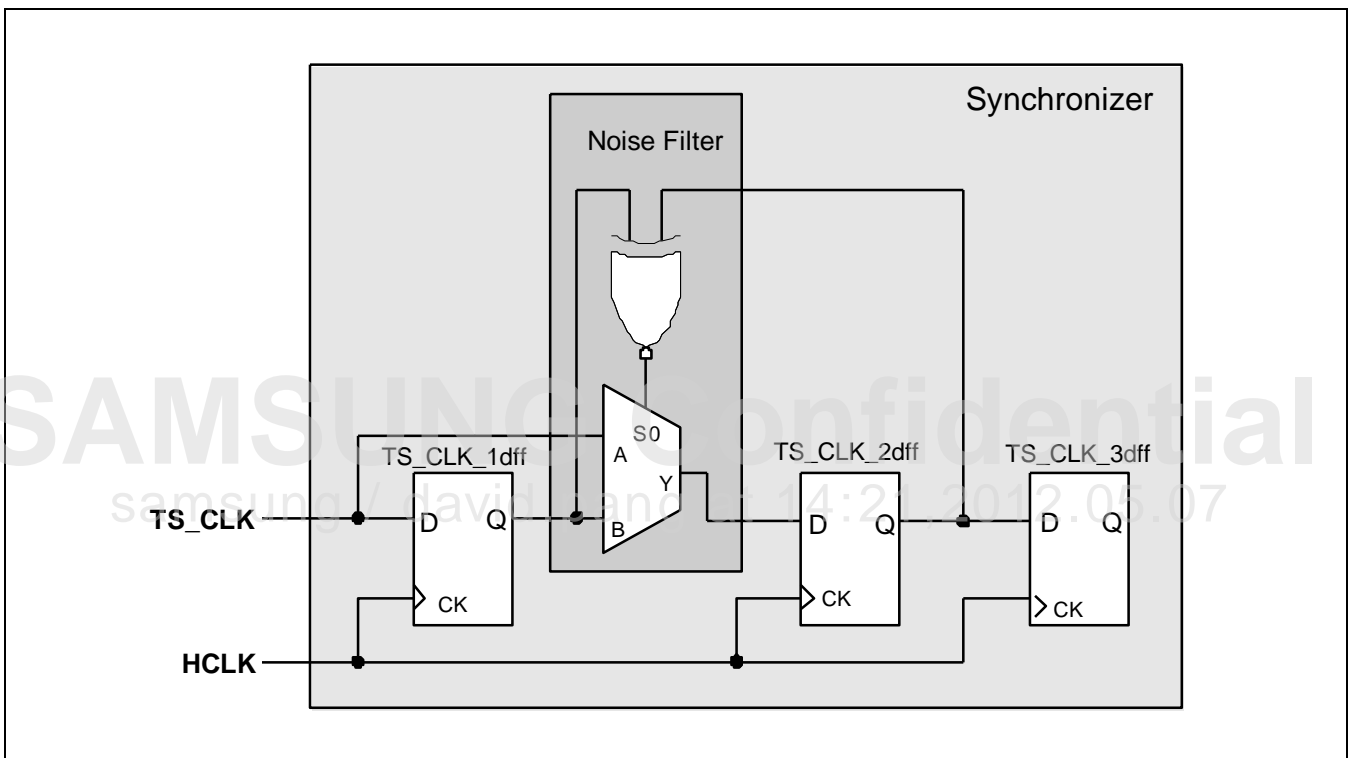 Synchronizer
Noise Filter
SAMSUNG Confidential
S0
A
Y
B
TS_CLK_1dff
TS_CLK_2dff
TS_CLK_3dff
samsung / david.pang at 14:21,2012.05.07
TS_CLK
D Q
D Q
D Q
CK
CK
CK
HCLK